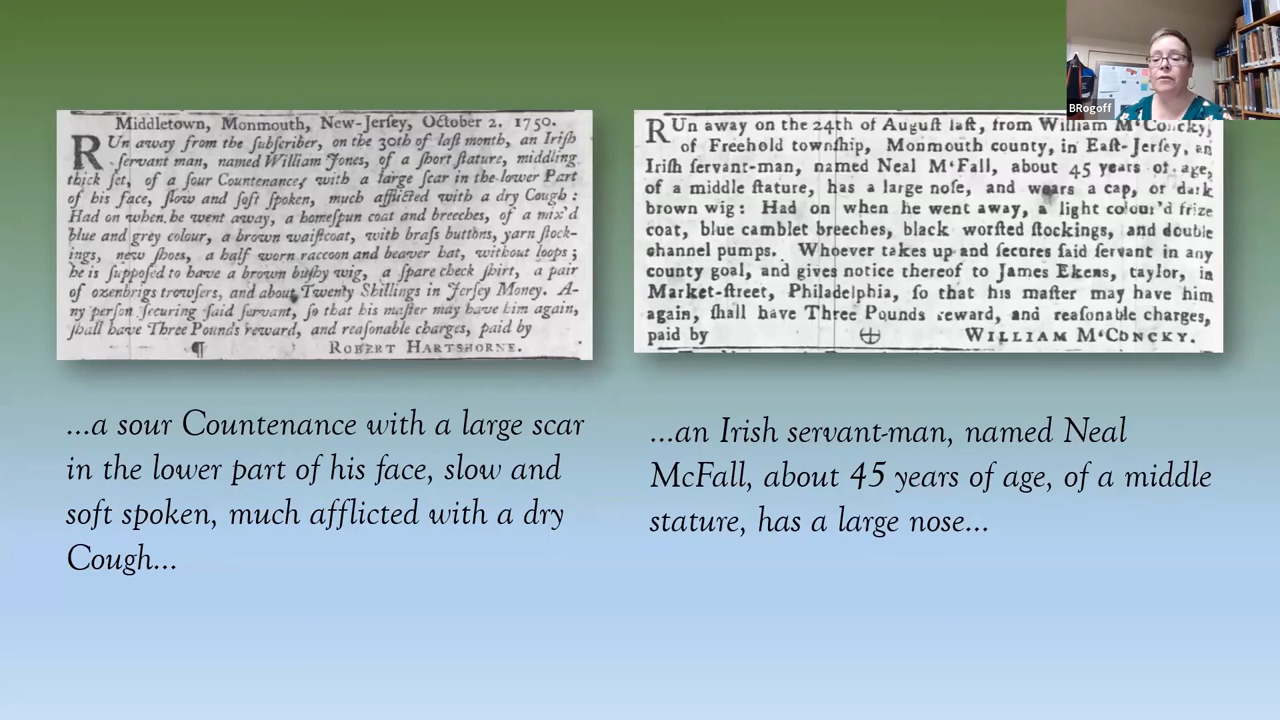 BRogoff
Middletown, Monmouth, New-Jersey, October 2. 1750.
RUn away from the ſubſcriber, on the 30th of laſt month, an Iriſh
ſervant man, named William Jones, of a ſhort ſtature, middling
thick ſet, of a ſour Countenance, with a large ſcar in the lower Part
of his face, ſlow and ſoft ſpoken, much afflicted with a dry Cough:
Had on when he went away, a homeſpun coat and breeches, of a mix'd
blue and grey colour, a brown waiſtcoat, with braſs buttons, yarn ſtock-
ings, new ſhoes, a half worn raccoon and beaver hat, without loops;
he is ſuppoſed to have a brown buſhy wig, a ſpare check ſhirt, a pair
of ozenbrigs trowſers, and about Twenty Shillings in Jerſey Money. A-
ny perſon ſecuring ſaid ſervant, ſo that his maſter may have him again,
ſhall have Three Pounds reward, and reaſonable charges, paid by
¶ ROBERT HARTSHORNE.
RUn away on the 24th of Auguſt laſt, from William M'Concky,
of Freehold townſhip, Monmouth county, in Eaſt-Jerſey, an
Iriſh ſervant-man, named Neal M'Fall, about 45 years of age,
of a middle ſtature, has a large noſe, and wears a cap, or dark
brown wig: Had on when he went away, a light colour'd frize
coat, blue camblet breeches, black worſted ſtockings, and double
channel pumps. Whoever takes up and ſecures ſaid ſervant in any
county goal, and gives notice thereof to James Ekens, taylor, in
Market-ſtreet, Philadelphia, ſo that his maſter may have him
again, ſhall have Three Pounds reward, and reaſonable charges,
paid by WILLIAM M'CONCKY.
...a sour Countenance with a large scar
in the lower part of his face, slow and
soft spoken, much afflicted with a dry
Cough...
...an Irish servant-man, named Neal
McFall, about 45 years of age, of a middle
stature, has a large nose...